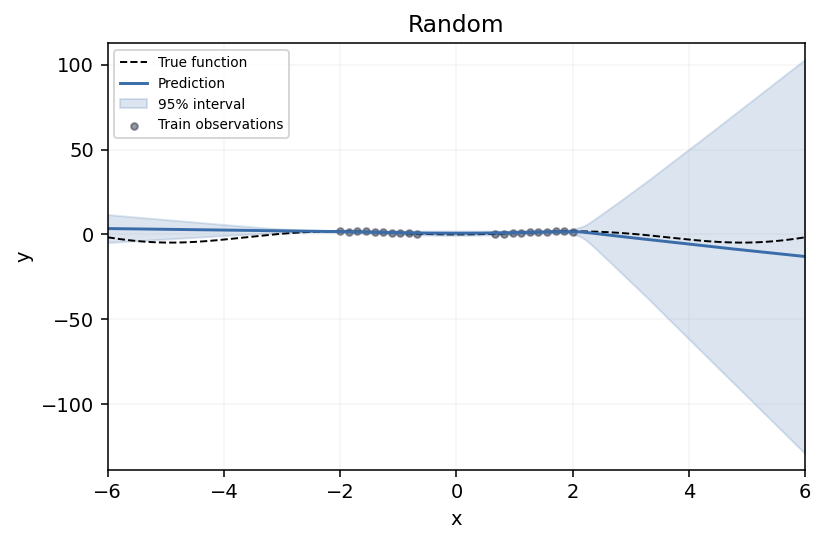 Random
True function
Prediction
95% interval
Train observations
100
50
0
−50
−100
y
−6
−4
−2
0
2
4
6
x